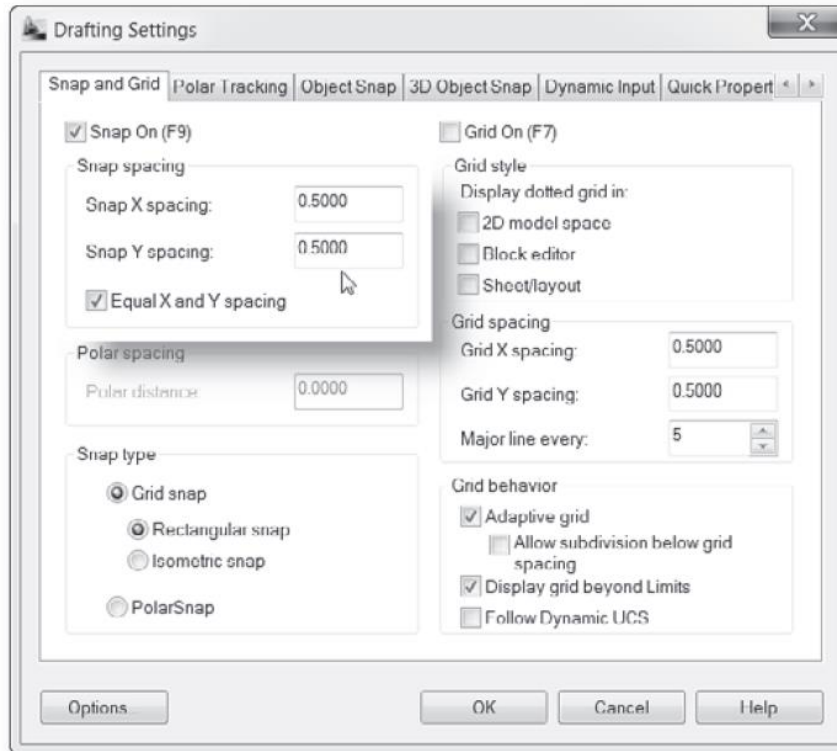 Drafting Settings
Snap and Grid
Polar Tracking
Object Snap
3D Object Snap
Dynamic Input
Quick Propert
Snap On (F9)
Snap spacing
Snap X spacing: 0.5000
Snap Y spacing: 0.5000
Equal X and Y spacing
Polar spacing
Polar distance 0.0000
Snap type
Grid snap
Rectangular snap
Isometric snap
PolarSnap
Grid On (F7)
Grid style
Display dotted grid in:
2D model space
Block editor
Sheet/layout
Grid spacing
Grid X spacing: 0.5000
Grid Y spacing: 0.5000
Major line every: 5
Grid behavior
Adaptive grid
Allow subdivision below grid
spacing
Display grid beyond Limits
Follow Dynamic UCS
Options...
OK
Cancel
Help